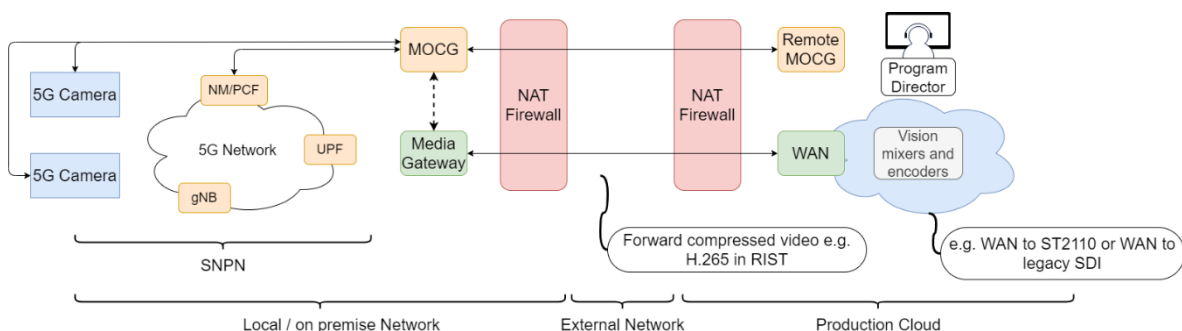 5G Camera
5G Camera
NM/PCF
5G Network
UPF
gNB
SNPN
MOCG
Media
Gateway
NAT
Firewall
NAT
Firewall
Remote
MOCG
Program
Director
WAN
Vision
mixers and
encoders
Forward compressed video e.g.
H.265 in RIST
e.g. WAN to ST2110 or WAN to
legacy SDI
Local / on premise Network
External Network
Production Cloud